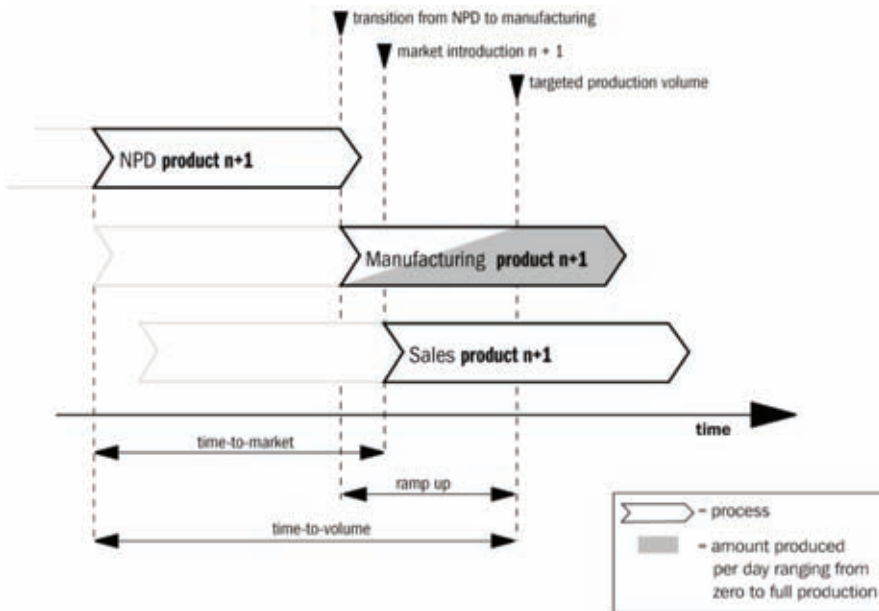 transition from NPD to manufacturing
market introduction n + 1
targeted production volume
NPD product n+1
Manufacturing product n+1
Sales product n+1
time
time-to-market
ramp up
time-to-volume
= process
= amount produced
per day ranging from
zero to full production